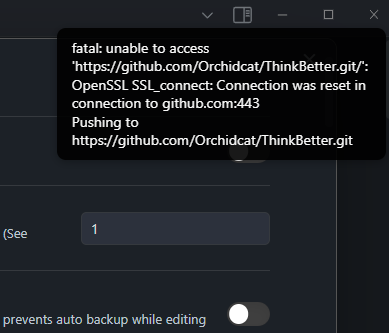 fatal: unable to access
'https://github.com/Orchidcat/ThinkBetter.git/':
OpenSSL SSL_connect: Connection was reset in
connection to github.com:443
Pushing to
https://github.com/Orchidcat/ThinkBetter.git
(See
1
prevents auto backup while editing